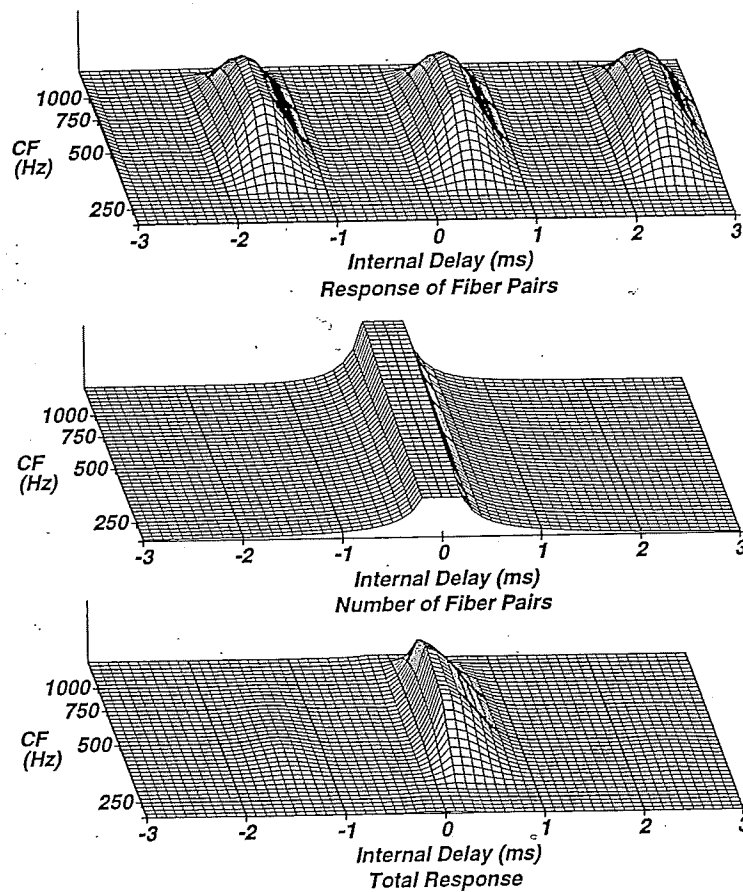 1000
750
CF 500
(Hz)
250
-3 -2 -1 0 1 2 3
Internal Delay (ms)
Response of Fiber Pairs
1000
750
CF 500
(Hz)
250
-3 -2 -1 0 1 2 3
Internal Delay (ms)
Number of Fiber Pairs
1000
750
CF 500
(Hz)
250
-3 -2 -1 0 1 2 3
Internal Delay (ms)
Total Response